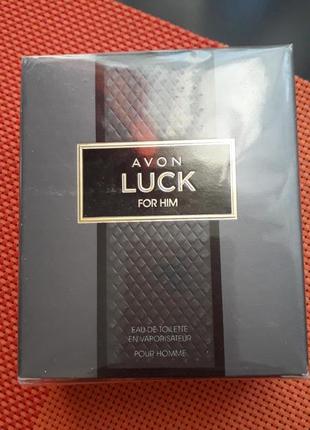 AVON
LUCK
FOR HIM
EAU DE TOILETTE
EN VAPORISATEUR
POUR HOMME